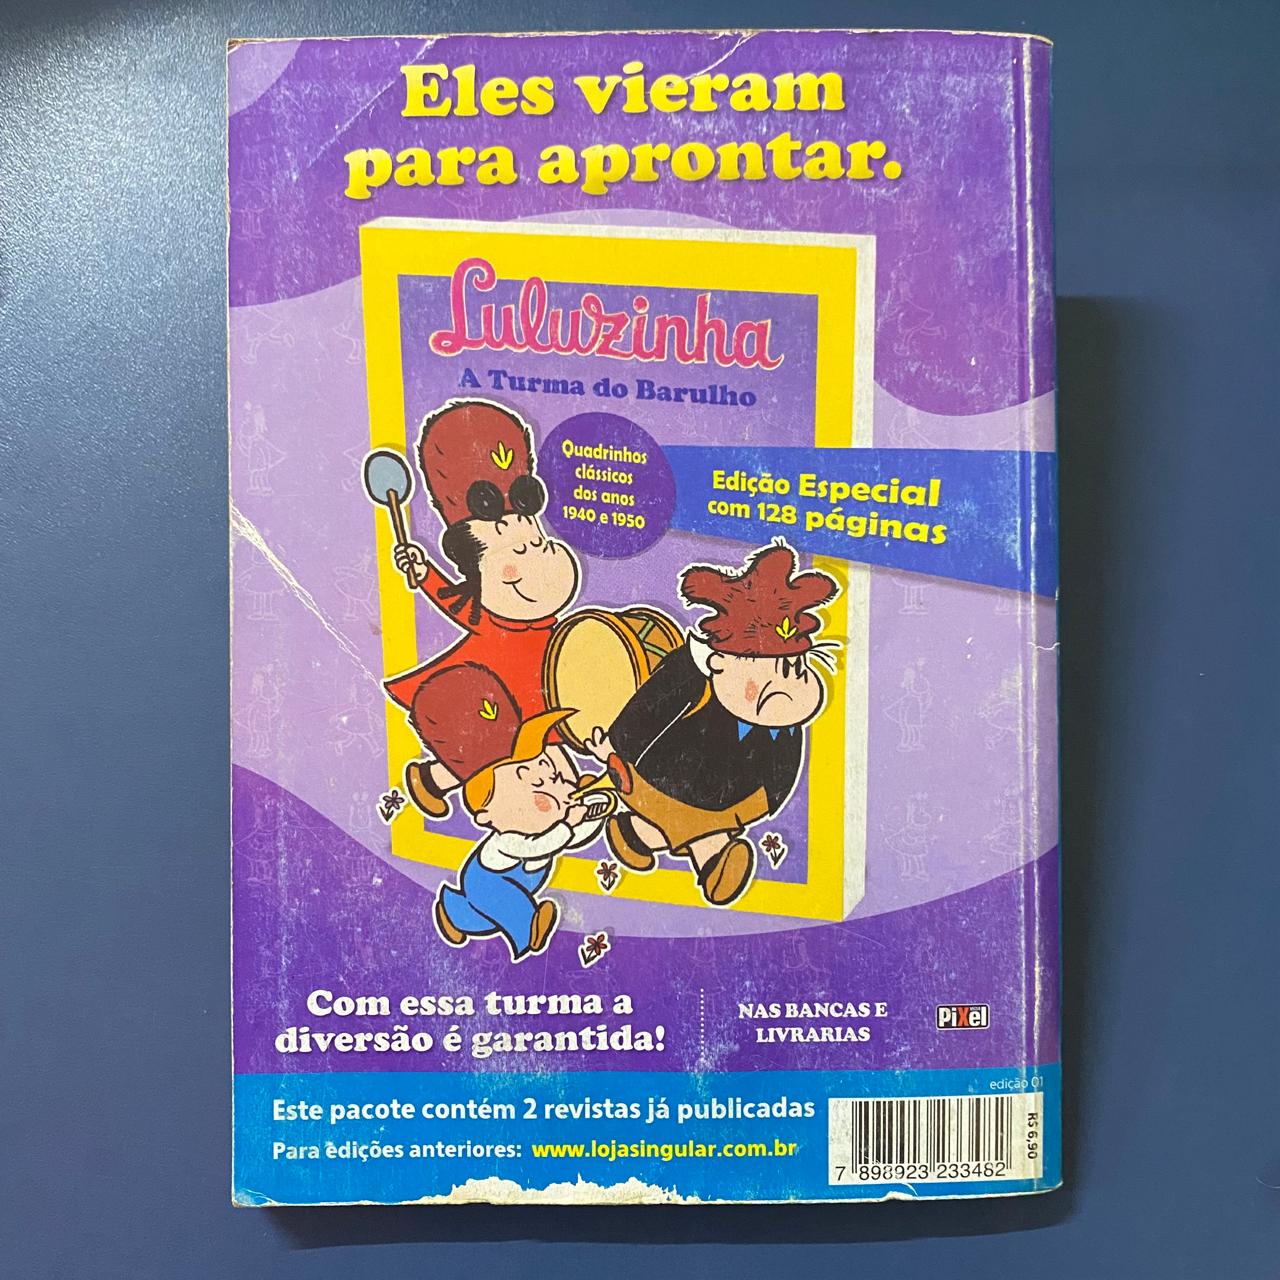 Eles vieram
para aprontar.
Luluzinha
A Turma do Barulho
Quadrinhos
clássicos
dos anos
1940 e 1950
Edição Especial
com 128 páginas
Com essa turma a
diversão é garantida!
NAS BANCAS E
LIVRARIAS
PiXel
edição 01
Este pacote contém 2 revistas já publicadas
Para edições anteriores: www.lojasingular.com.br
7 898923 233482
R$ 6,90